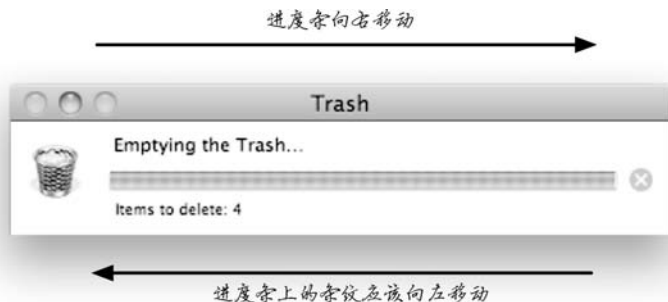 进度条向右移动
Trash
Emptying the Trash...
Items to delete: 4
进度条上的条纹应该向左移动